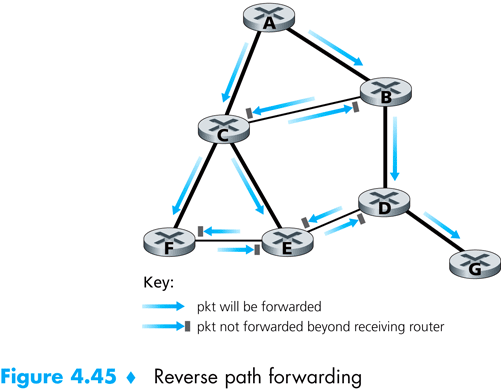 A
B
C
D
F
E
G
Key:
pkt will be forwarded
pkt not forwarded beyond receiving router
Figure 4.45 ♦ Reverse path forwarding